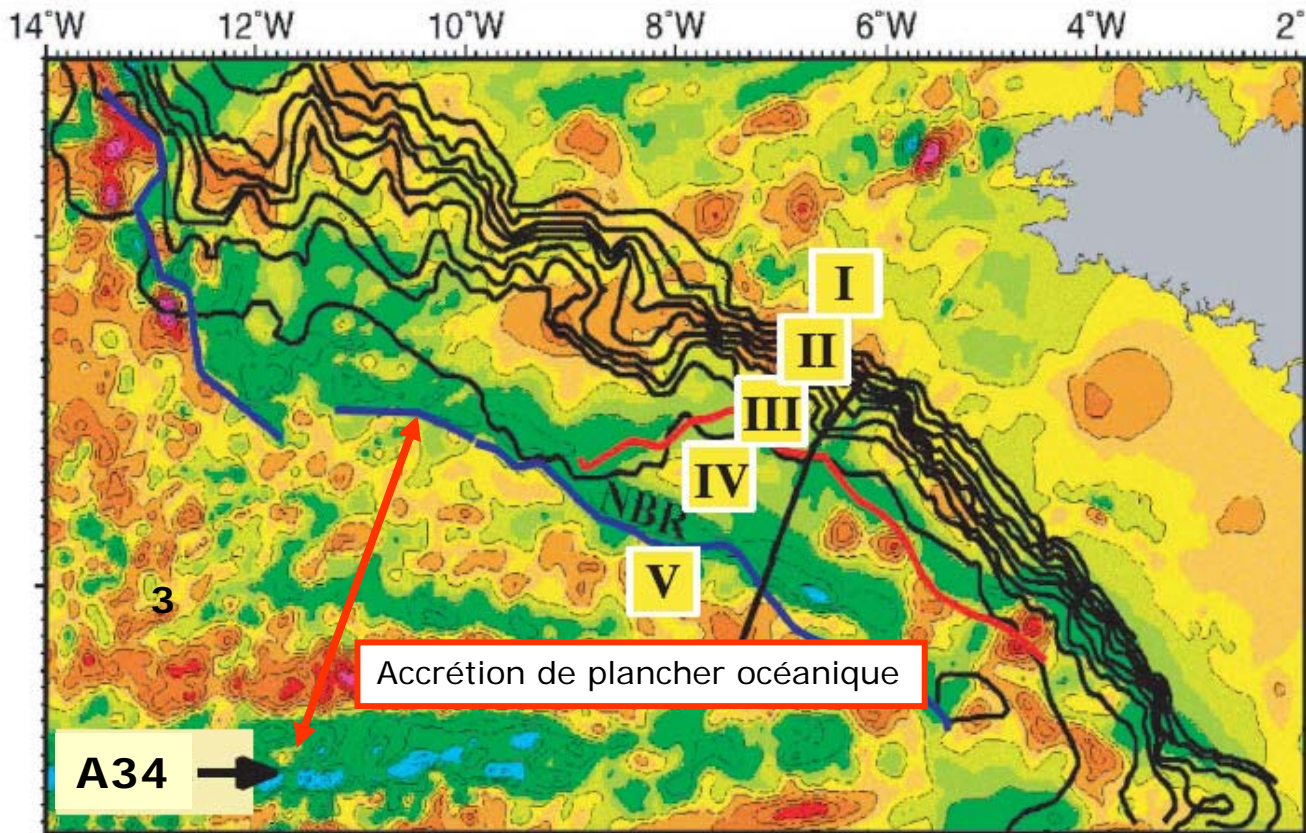 14°W 12°W 10°W 8°W 6°W 4°W 2°
I
II
III
IV
NBR
V
3
Accrétion de plancher océanique
A34